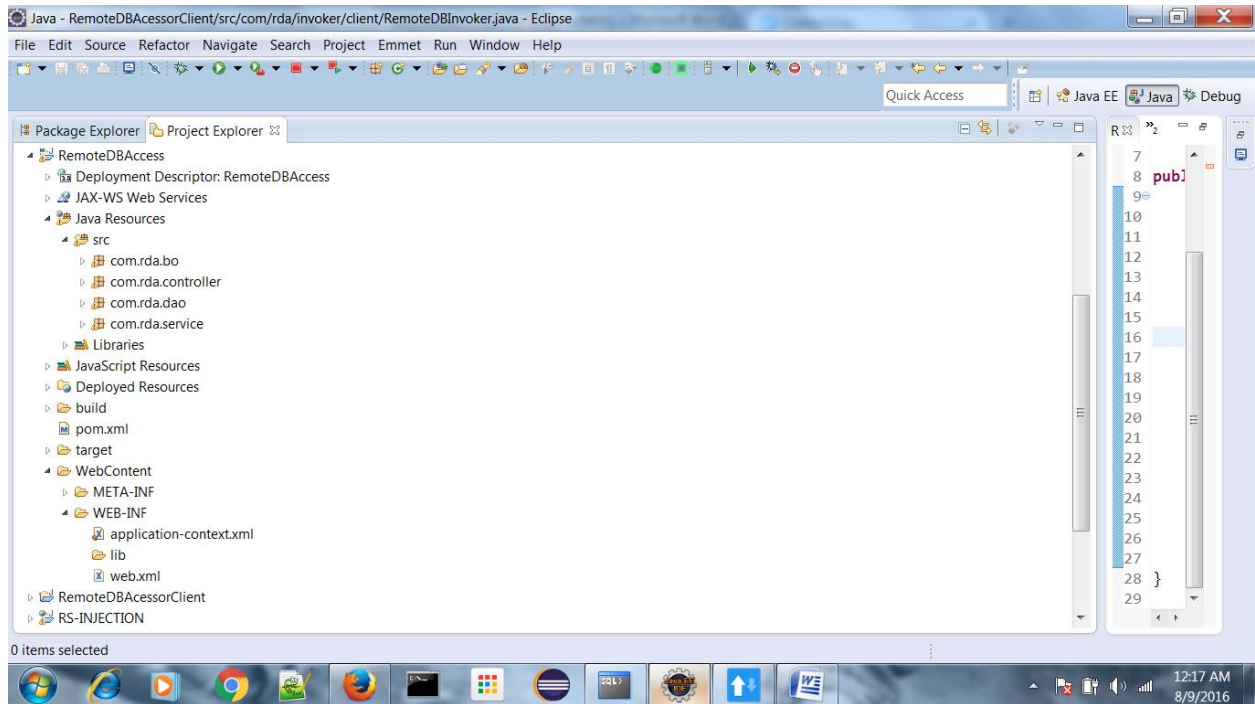 Java - RemoteDBAcessorClient/src/com/rda/invoker/client/RemoteDBInvoker.java - Eclipse
File Edit Source Refactor Navigate Search Project Emmet Run Window Help
Quick Access
Java EE
Java
Debug
Package Explorer
Project Explorer
RemoteDBAccess
Deployment Descriptor: RemoteDBAccess
JAX-WS Web Services
Java Resources
src
com.rda.bo
com.rda.controller
com.rda.dao
com.rda.service
Libraries
JavaScript Resources
Deployed Resources
build
pom.xml
target
WebContent
META-INF
WEB-INF
application-context.xml
lib
web.xml
RemoteDBAcessorClient
RS-INJECTION
R
2
7
8 publ
9
10
11
12
13
14
15
16
17
18
19
20
21
22
23
24
25
26
27
28 }
29
0 items selected
SQL>
Java EE
IDE
12:17 AM
8/9/2016